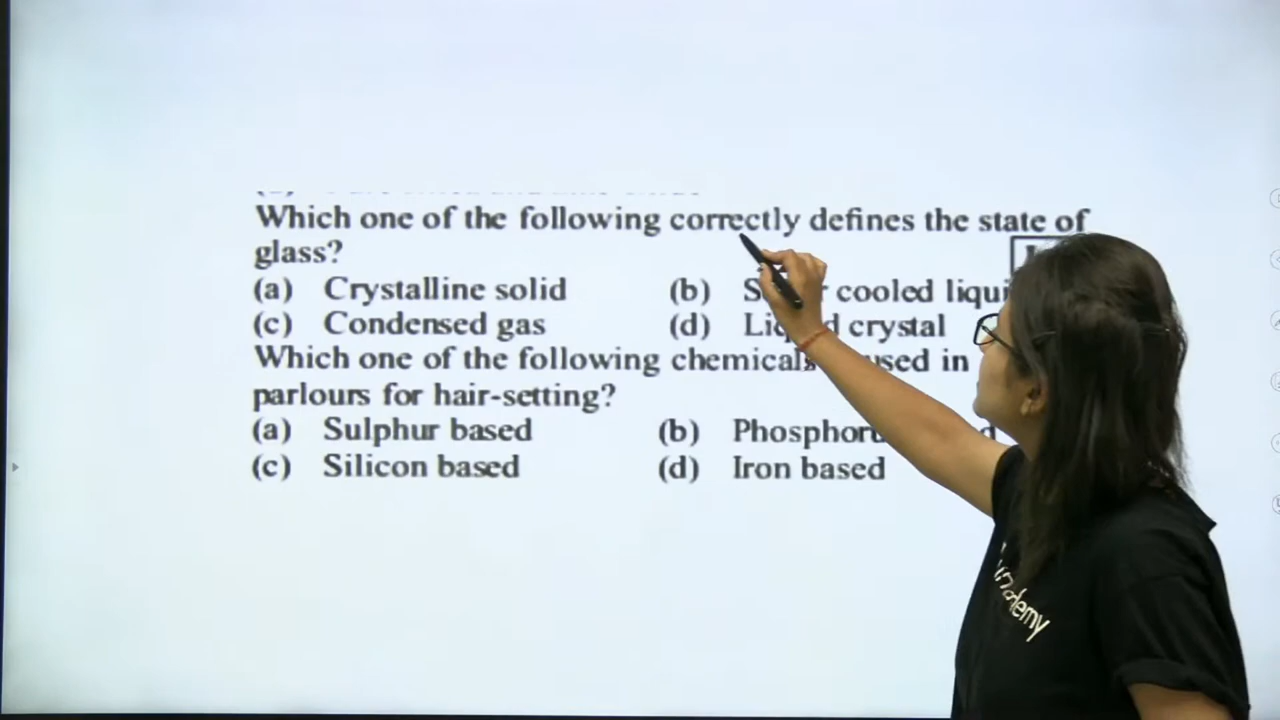 Which one of the following correctly defines the state of
glass?
(a) Crystalline solid (b) cooled
(c) Condensed gas (d) crystal
Which one of the following used in
parlours for hair-setting?
(a) Sulphur based (b)
(c) Silicon based (d) Iron based